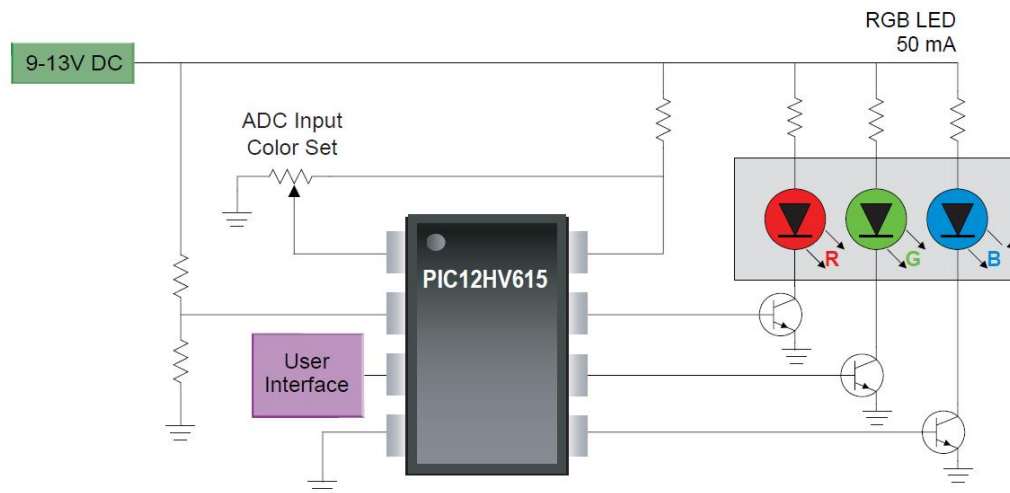 RGB LED
50 mA
9-13V DC
ADC Input
Color Set
PIC12HV615
R
G
B
User
Interface